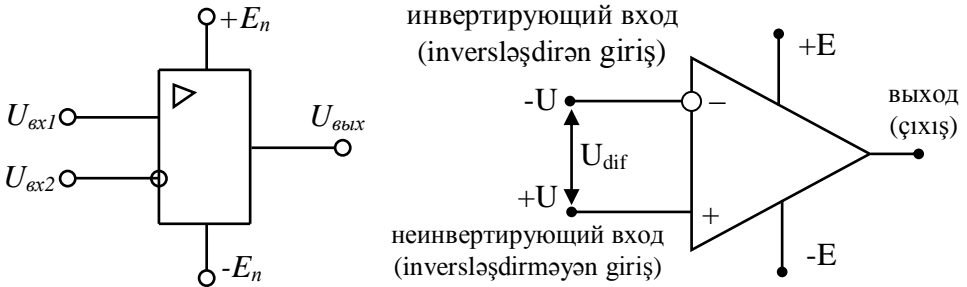 +Eп
Uвх1
Uвых
Uвх2
-Eп
инвертирующий вход
(inversləşdirən giriş)
+E
-U
−
выход
(çıxış)
Udif
+U
+
неинвертирующий вход
(inversləşdirməyən giriş)
-E